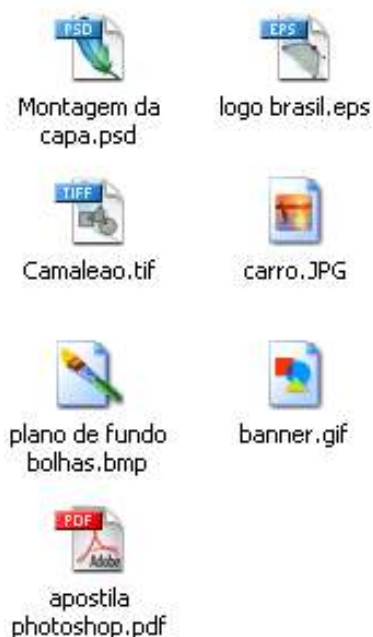 PSD
Montagem da
capa.psd
EPS
logo brasil.eps
TIFF
Camaleao.tif
carro.JPG
plano de fundo
bolhas.bmp
banner.gif
PDF
Adobe
apostila
photoshop.pdf